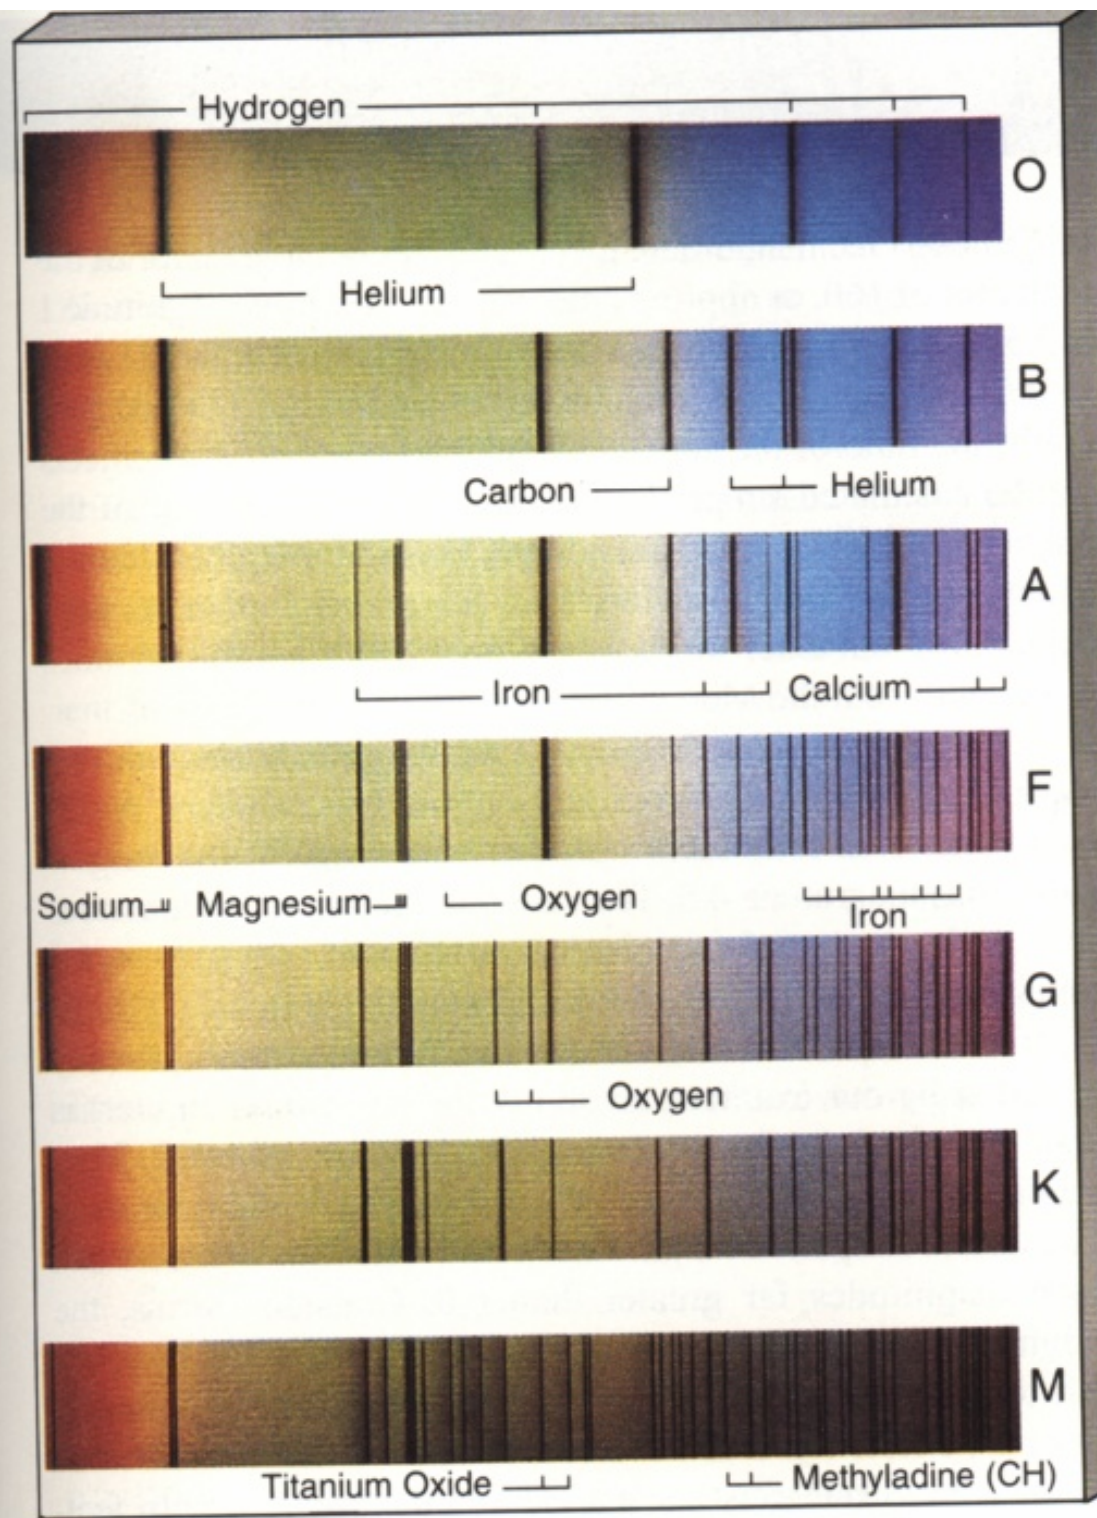 Hydrogen
O
Helium
B
Carbon
Helium
A
Iron
Calcium
F
Sodium
Magnesium
Oxygen
Iron
G
Oxygen
K
M
Titanium Oxide
Methyladine (CH)